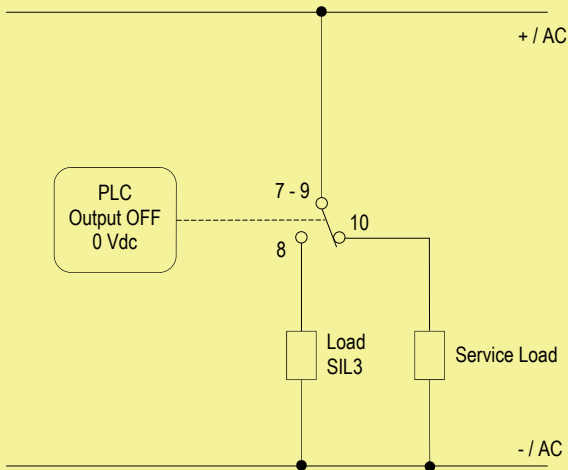 + / AC
PLC
Output OFF
0 Vdc
7 - 9
10
8
Load
SIL3
Service Load
- / AC